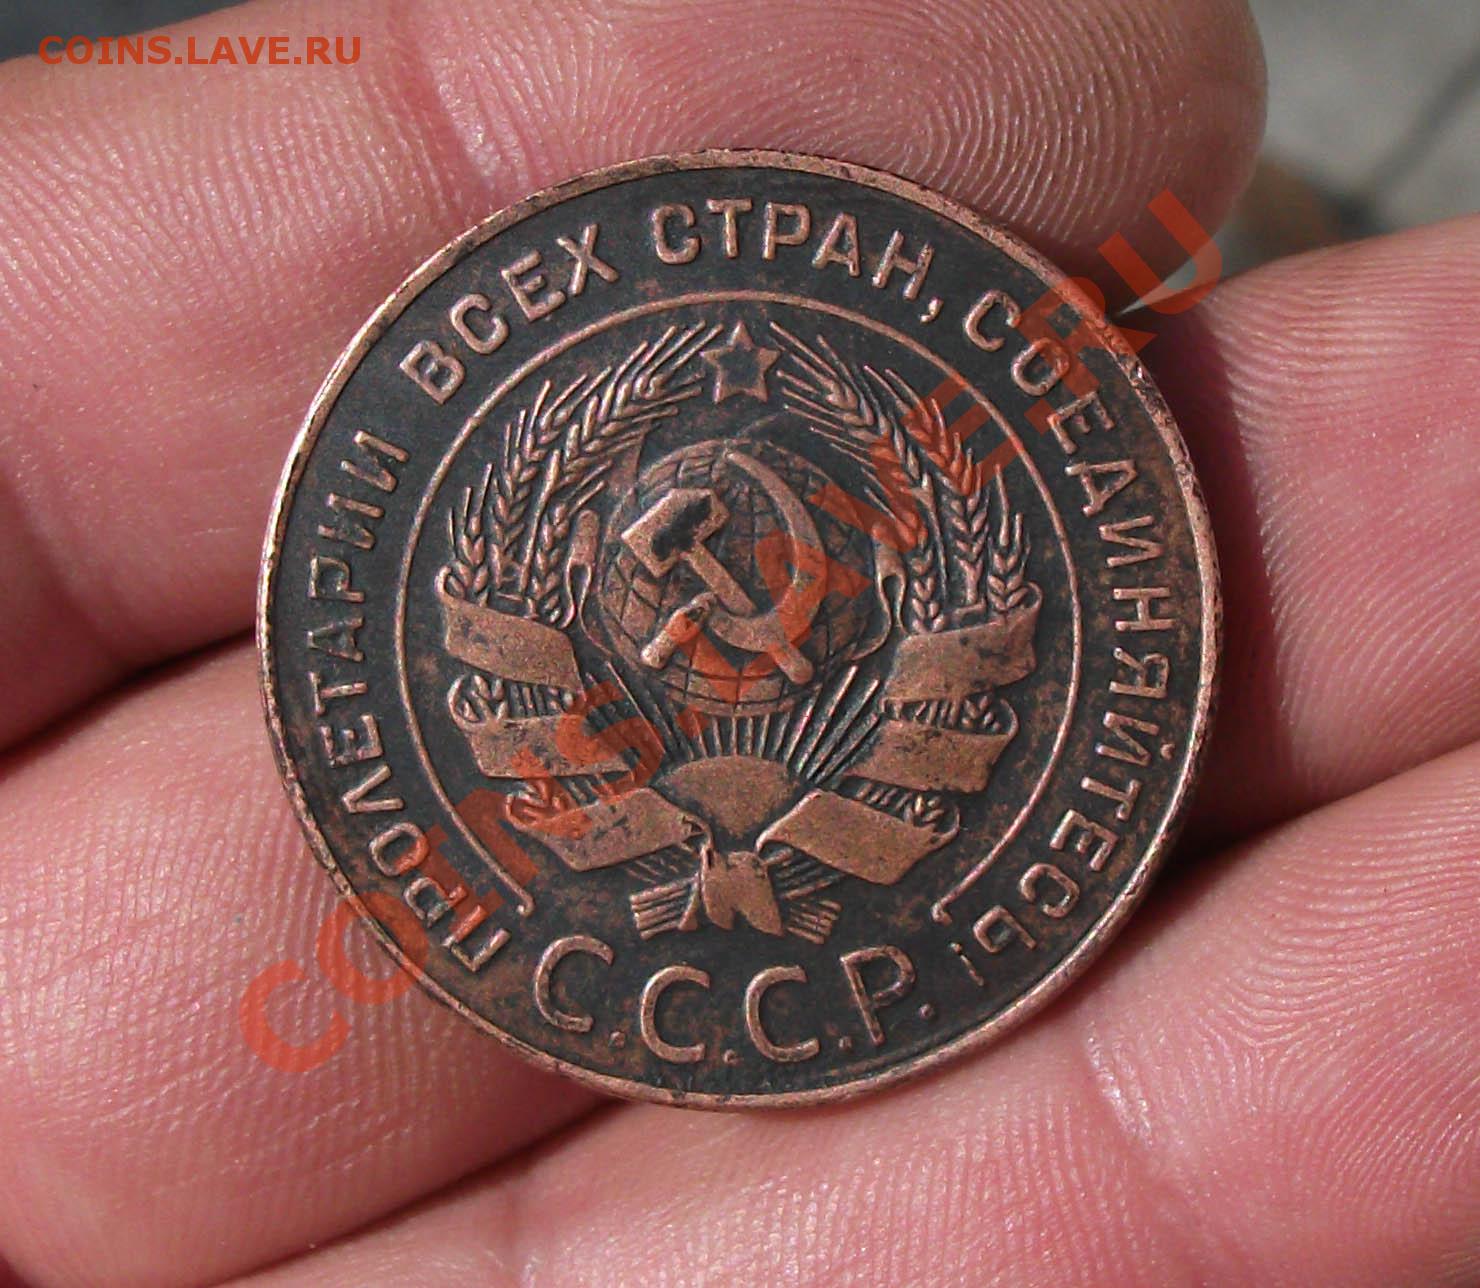 COINS.LAVE.RU
ПРОЛЕТАРИИ ВСЕХ СТРАН, СОЕДИНЯЙТЕСЬ!
С.С.С.Р.
COINS.LAVE.RU